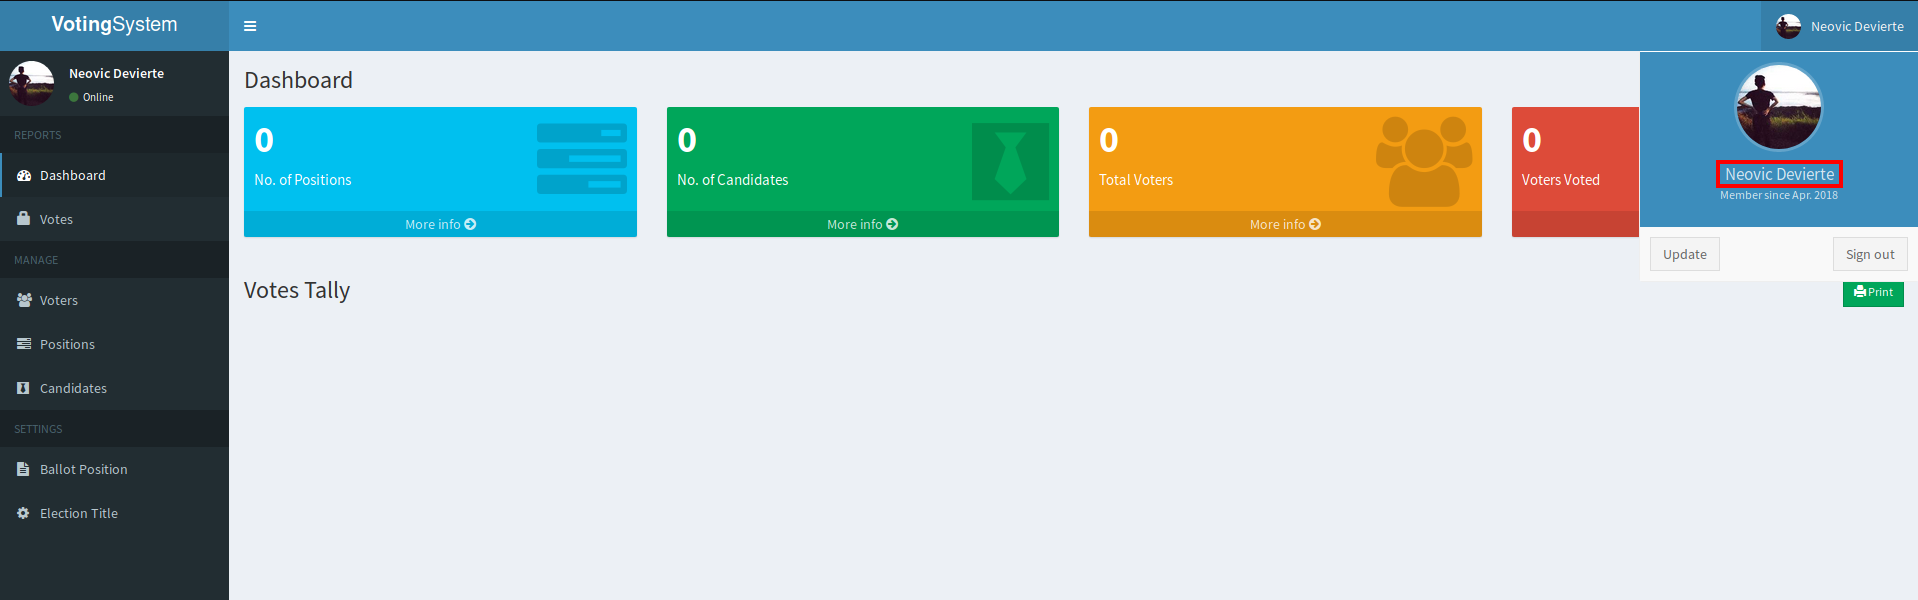 VotingSystem
Neovic Devierte
Neovic Devierte
Online
REPORTS
Dashboard
Votes
MANAGE
Voters
Positions
Candidates
SETTINGS
Ballot Position
Election Title
Dashboard
0
No. of Positions
More info
0
No. of Candidates
More info
0
Total Voters
More info
0
Voters Voted
Neovic Devierte
Member since Apr. 2018
Update
Sign out
Votes Tally
Print